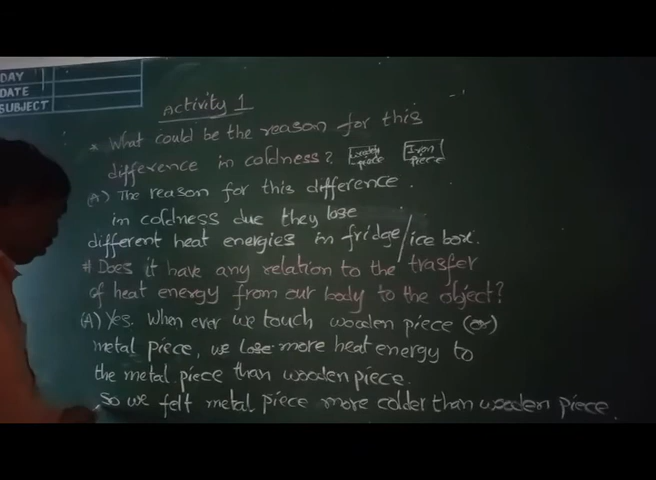 DAY
DATE
SUBJECT
Activity 1
* What could be the reason for this
difference in coldness? wooden piece Iron piece
(A) The reason for this difference.
in coldness due they lose
different heat energies in fridge/ice box.
# Does it have any relation to the trasfer
of heat energy from our body to the object?
(A) Yes. When ever we touch wooden piece (or)
metal piece, we lose more heat energy to
the metal piece than wooden piece.
So we felt metal piece more colder than wooden piece.